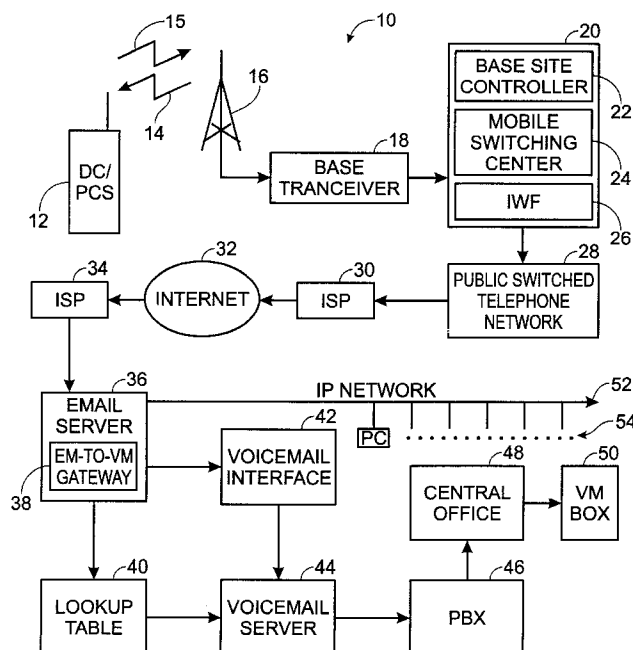 15
10
20
BASE SITE
CONTROLLER
22
16
14
18
MOBILE
SWITCHING
CENTER
24
DC/
PCS
12
BASE
TRANCEIVER
IWF
26
28
34
32
30
ISP
INTERNET
ISP
PUBLIC SWITCHED
TELEPHONE
NETWORK
36
IP NETWORK
52
EMAIL
SERVER
42
54
PC
EM-TO-VM
GATEWAY
38
VOICEMAIL
INTERFACE
48
50
CENTRAL
OFFICE
VM
BOX
40
44
46
LOOKUP
TABLE
VOICEMAIL
SERVER
PBX